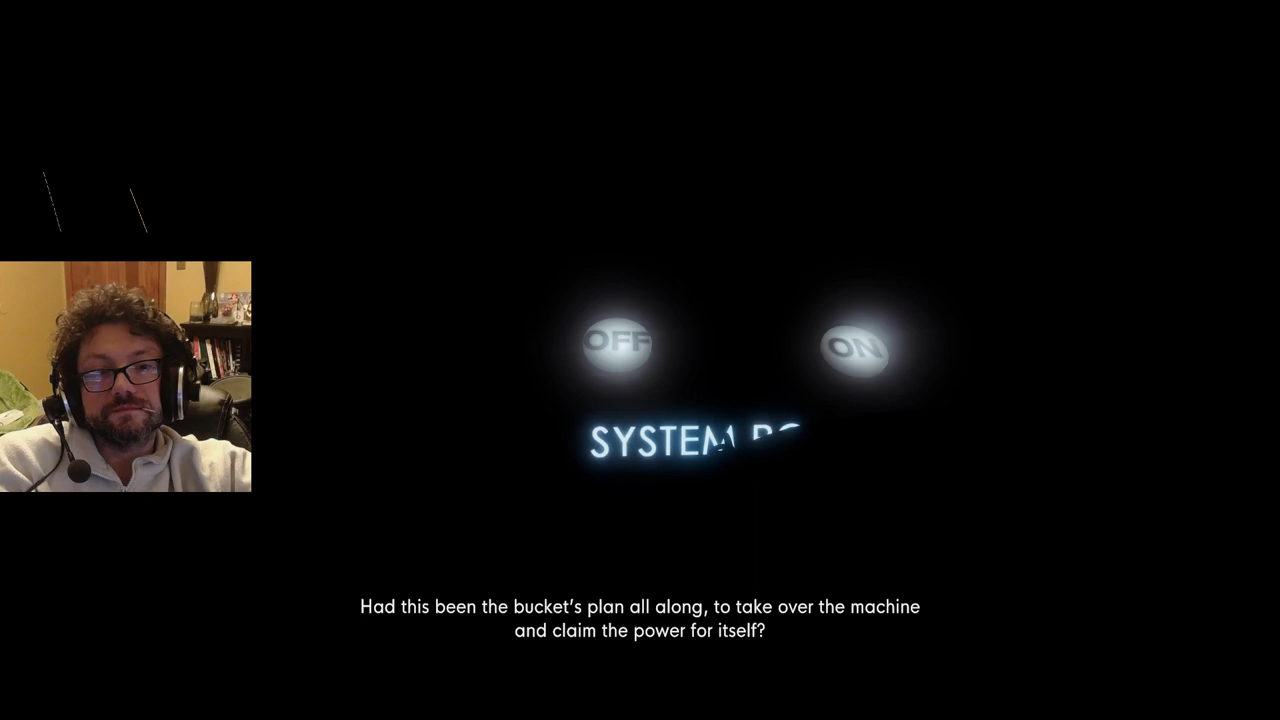 OFF
ON
SYSTEM
Had this been the bucket's plan all along, to take over the machine
and claim the power for itself?